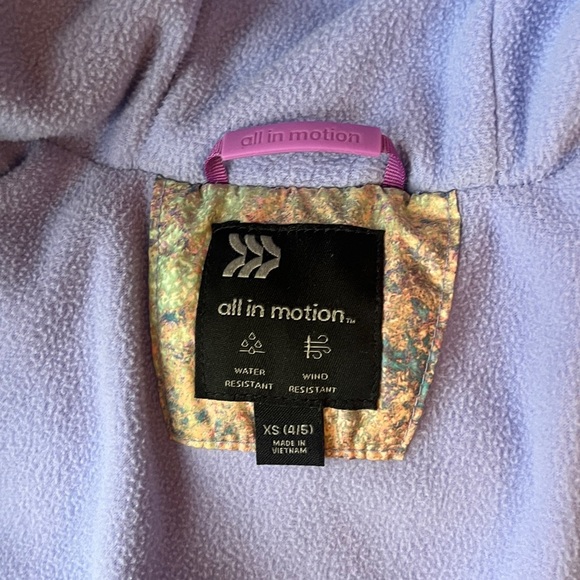 all in motion
all in motion™
WATER RESISTANT
WIND RESISTANT
XS (4/5)
MADE IN
VIETNAM